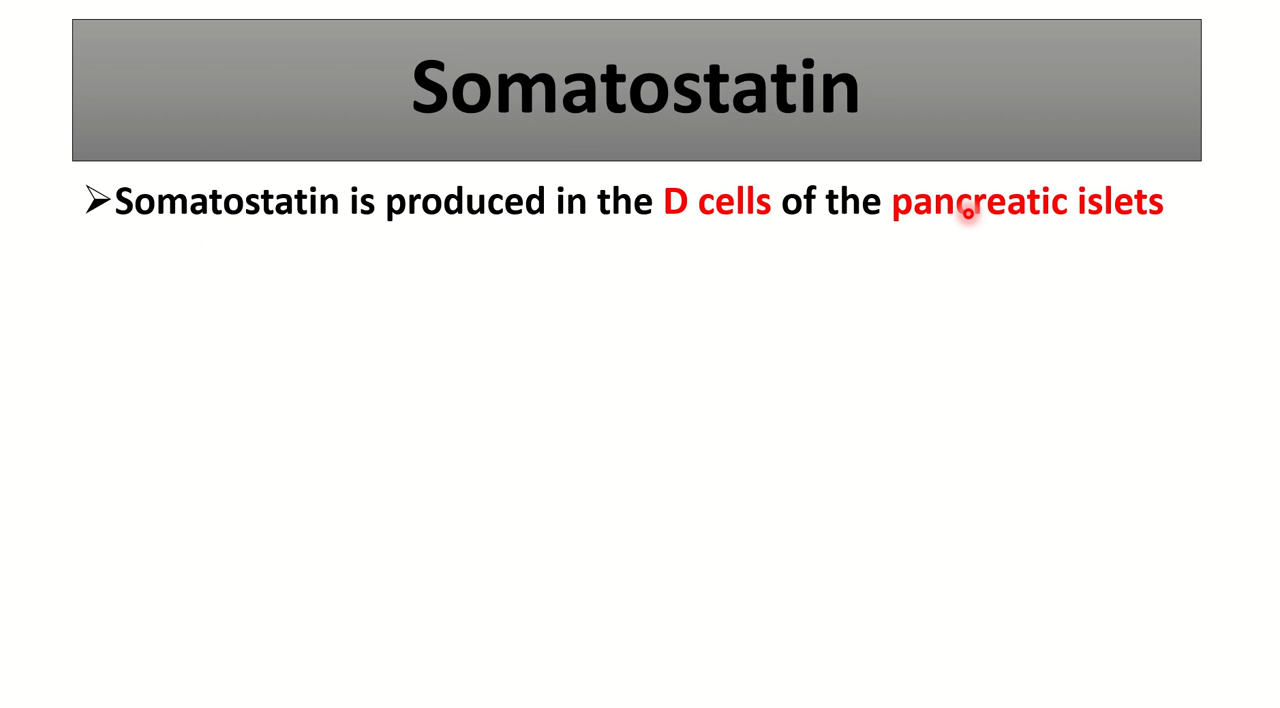 Somatostatin
➢Somatostatin is produced in the D cells of the pancreatic islets